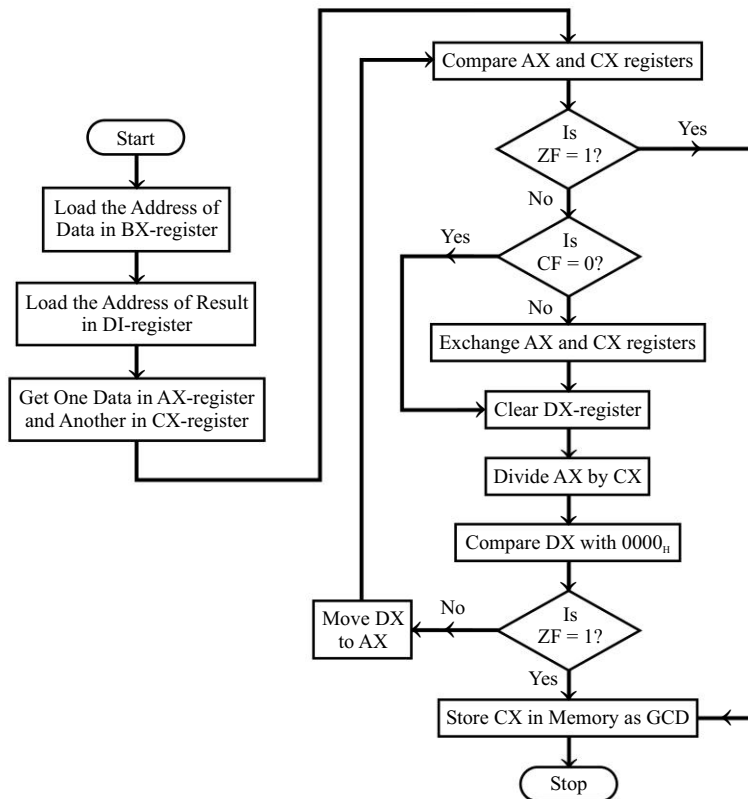 Start
Load the Address of
Data in BX-register
Load the Address of Result
in DI-register
Get One Data in AX-register
and Another in CX-register
Compare AX and CX registers
Is
ZF = 1?
Yes
No
Is
CF = 0?
Yes
No
Exchange AX and CX registers
Clear DX-register
Divide AX by CX
Compare DX with 0000H
Is
ZF = 1?
No
Move DX
to AX
Yes
Store CX in Memory as GCD
Stop